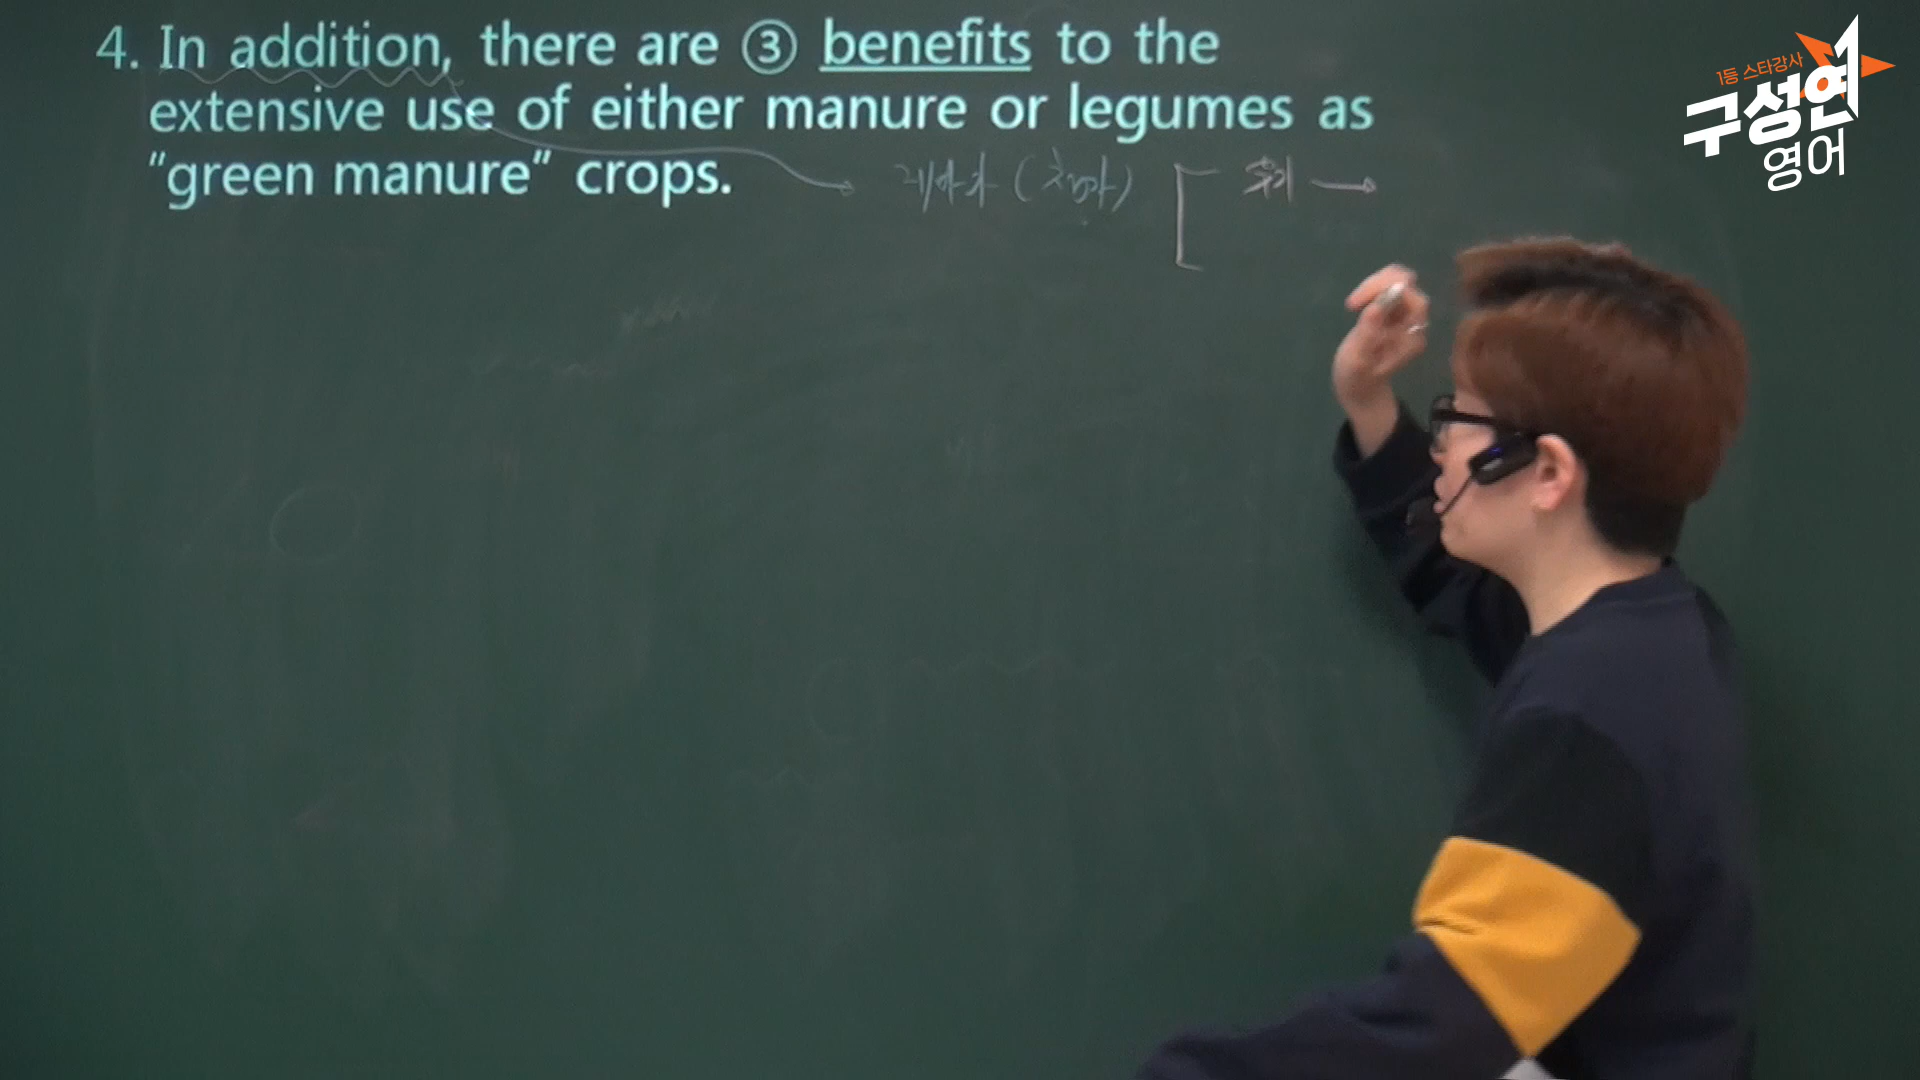 4. In addition, there are ③ benefits to the
extensive use of either manure or legumes as
“green manure” crops.
1등 스타강사
구성연
영어